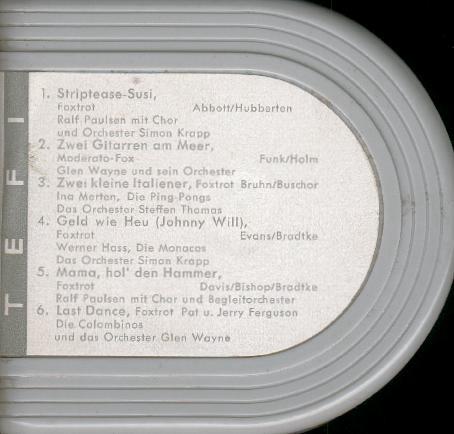 TEFI
1. Striptease-Susi,
Foxtrot Abbott/Hubberten
Ralf Paulsen mit Chor
und Orchester Simon Krapp
2. Zwei Gitarren am Meer,
Moderato-Fox Funk/Holm
Glen Wayne und sein Orchester
3. Zwei kleine Italiener, Foxtrot Bruhn/Buschor
Ina Merten, Die Ping-Pongs
Das Orchester Steffen Thomas
4. Geld wie Heu (Johnny Will),
Foxtrot Evans/Bradtke
Werner Hass, Die Monacos
Das Orchester Simon Krapp
5. Mama, hol' den Hammer,
Foxtrot Davis/Bishop/Bradtke
Ralf Paulsen mit Chor und Begleitorchester
6. Last Dance, Foxtrot Pat u. Jerry Ferguson
Die Colombinos
und das Orchester Glen Wayne